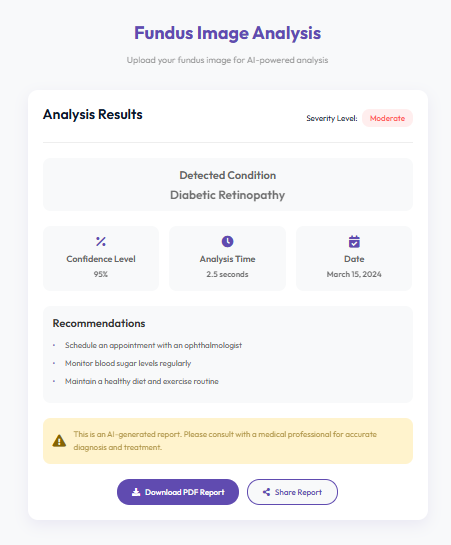 Fundus Image Analysis
Upload your fundus image for AI-powered analysis
Analysis Results
Severity Level: Moderate
Detected Condition
Diabetic Retinopathy
Confidence Level
95%
Analysis Time
2.5 seconds
Date
March 15, 2024
Recommendations
• Schedule an appointment with an ophthalmologist
• Monitor blood sugar levels regularly
• Maintain a healthy diet and exercise routine
This is an AI-generated report. Please consult with a medical professional for accurate
diagnosis and treatment.
Download PDF Report
Share Report